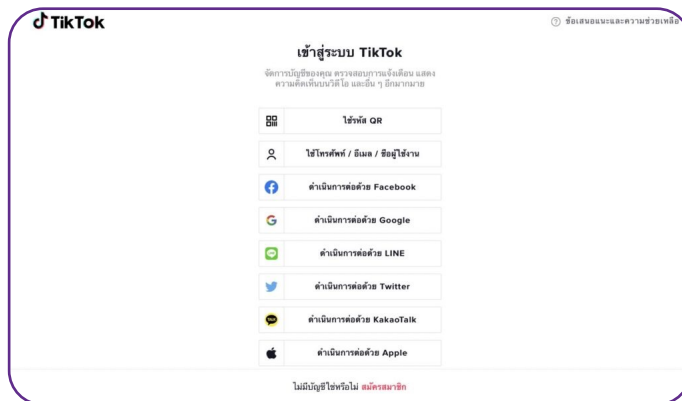 TikTok
ข้อเสนอแนะและความช่วยเหลือ
เข้าสู่ระบบ TikTok
จัดการบัญชีของคุณ ตรวจสอบการแจ้งเตือน แสดง
ความคิดเห็นบนวิดีโอ และอื่น ๆ อีกมากมาย
ใช้รหัส QR
ใช้โทรศัพท์ / อีเมล / ชื่อผู้ใช้งาน
ดำเนินการต่อด้วย Facebook
ดำเนินการต่อด้วย Google
ดำเนินการต่อด้วย LINE
ดำเนินการต่อด้วย Twitter
TALK
ดำเนินการต่อด้วย KakaoTalk
ดำเนินการต่อด้วย Apple
ไม่มีบัญชีใช่หรือไม่ สมัครสมาชิก